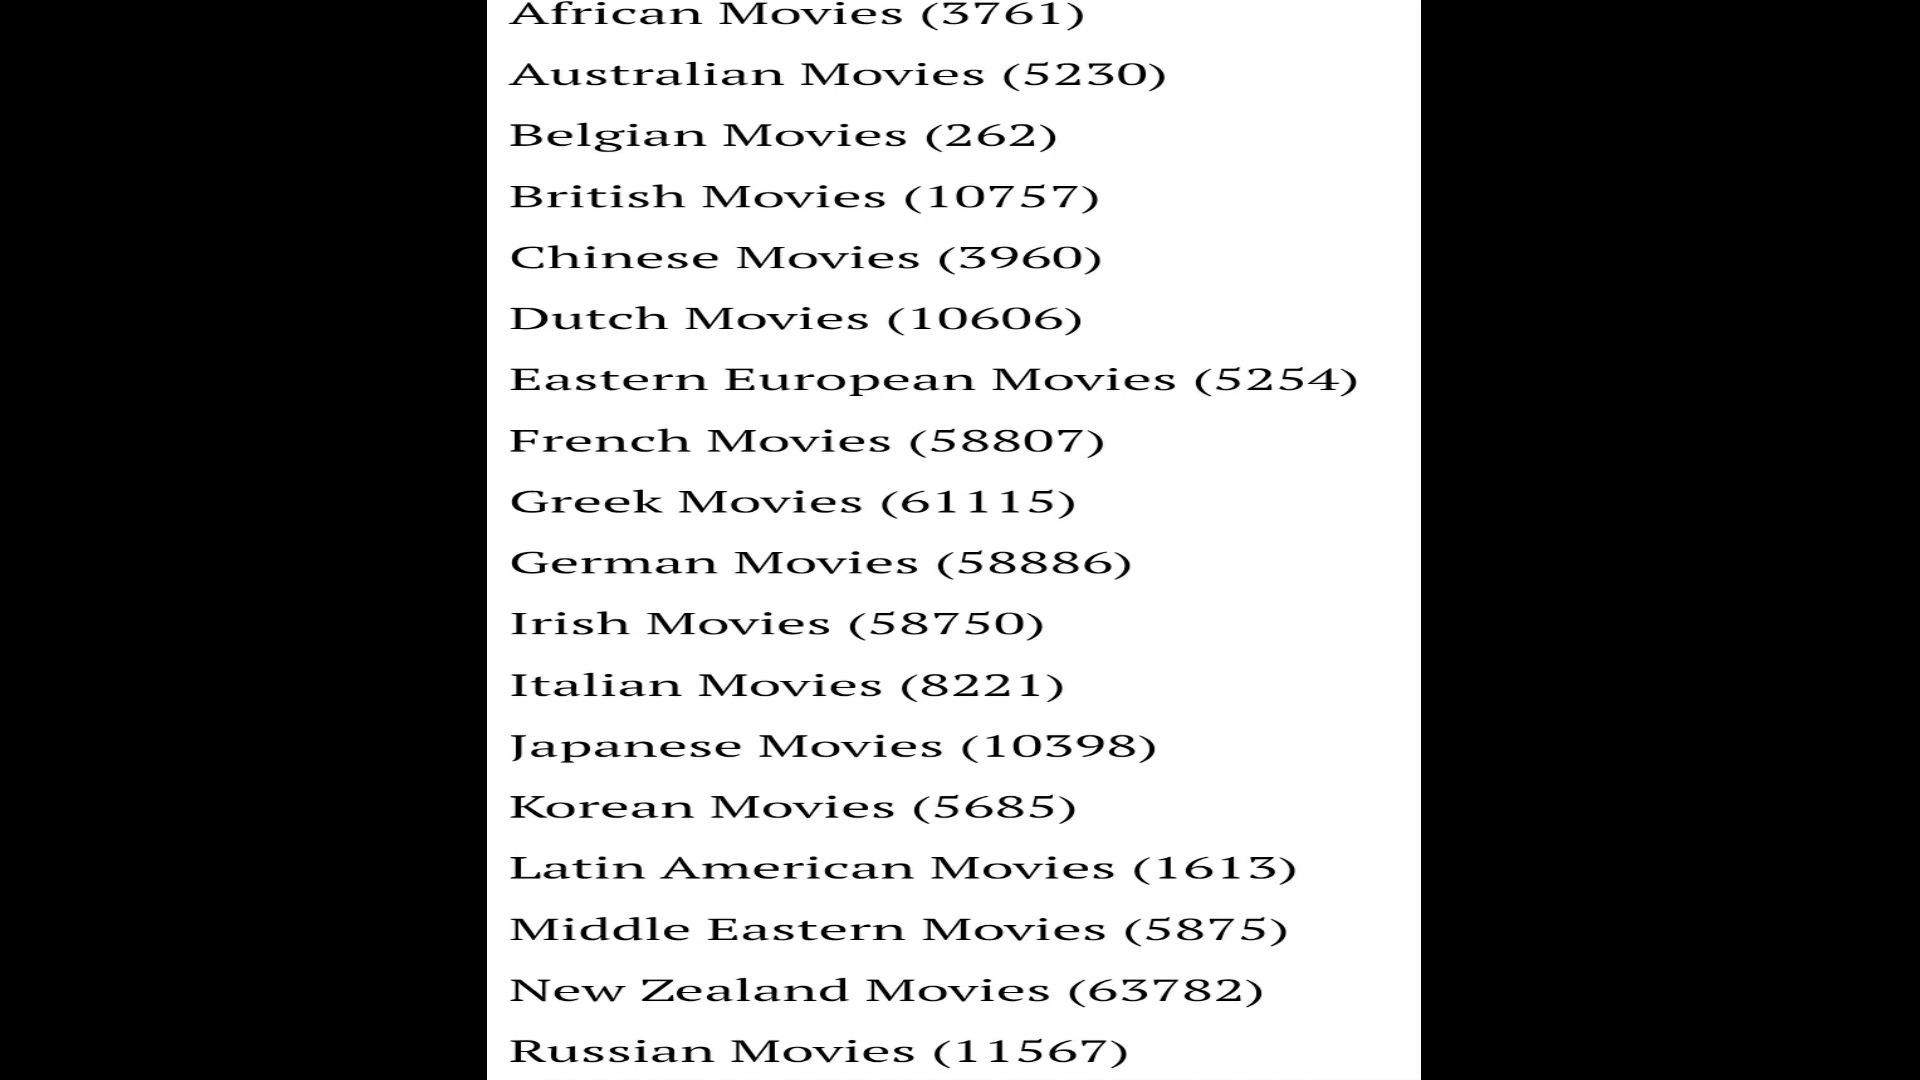 African Movies (3761)
Australian Movies (5230)
Belgian Movies (262)
British Movies (10757)
Chinese Movies (3960)
Dutch Movies (10606)
Eastern European Movies (5254)
French Movies (58807)
Greek Movies (61115)
German Movies (58886)
Irish Movies (58750)
Italian Movies (8221)
Japanese Movies (10398)
Korean Movies (5685)
Latin American Movies (1613)
Middle Eastern Movies (5875)
New Zealand Movies (63782)
Russian Movies (11567)